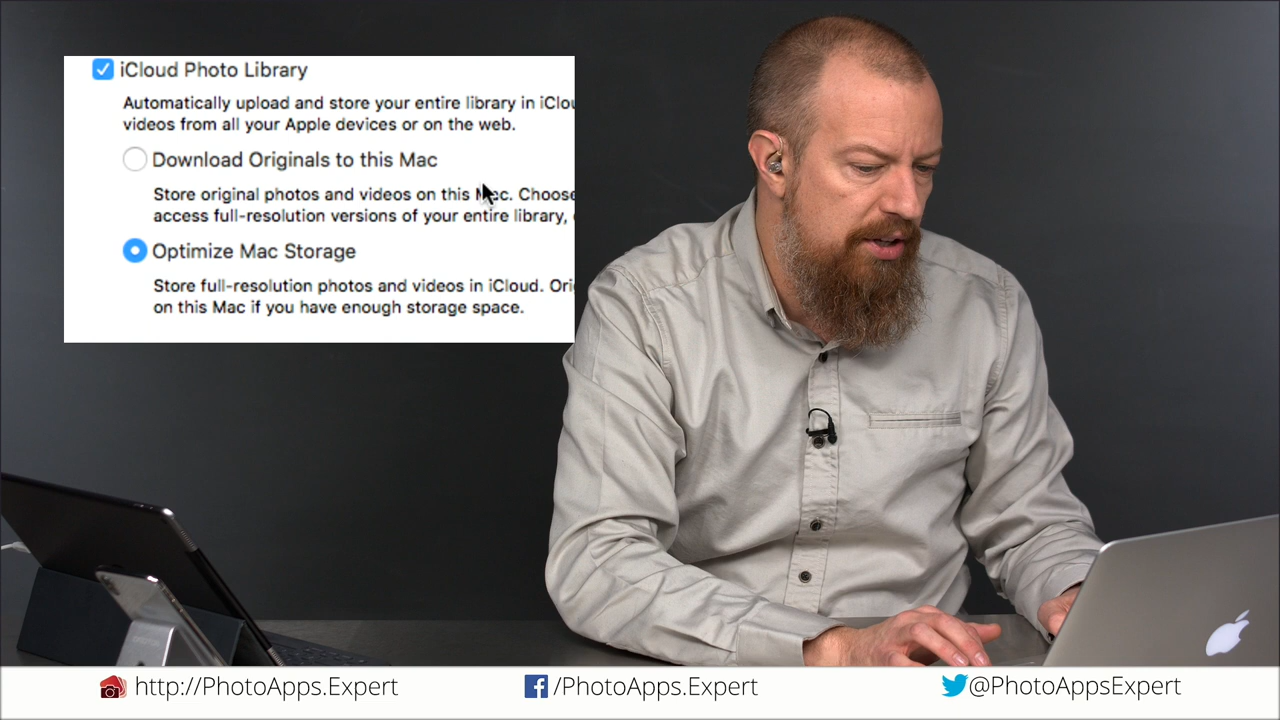 iCloud Photo Library
Automatically upload and store your entire library in
videos from all your Apple devices or on the web.
Download Originals to this Mac
Store original photos and videos on this Mac. Choose
access full-resolution versions of your entire library,
Optimize Mac Storage
Store full-resolution photos and videos in iCloud.
on this Mac if you have enough storage space.
http://PhotoApps.Expert
/PhotoApps.Expert
@PhotoAppsExpert